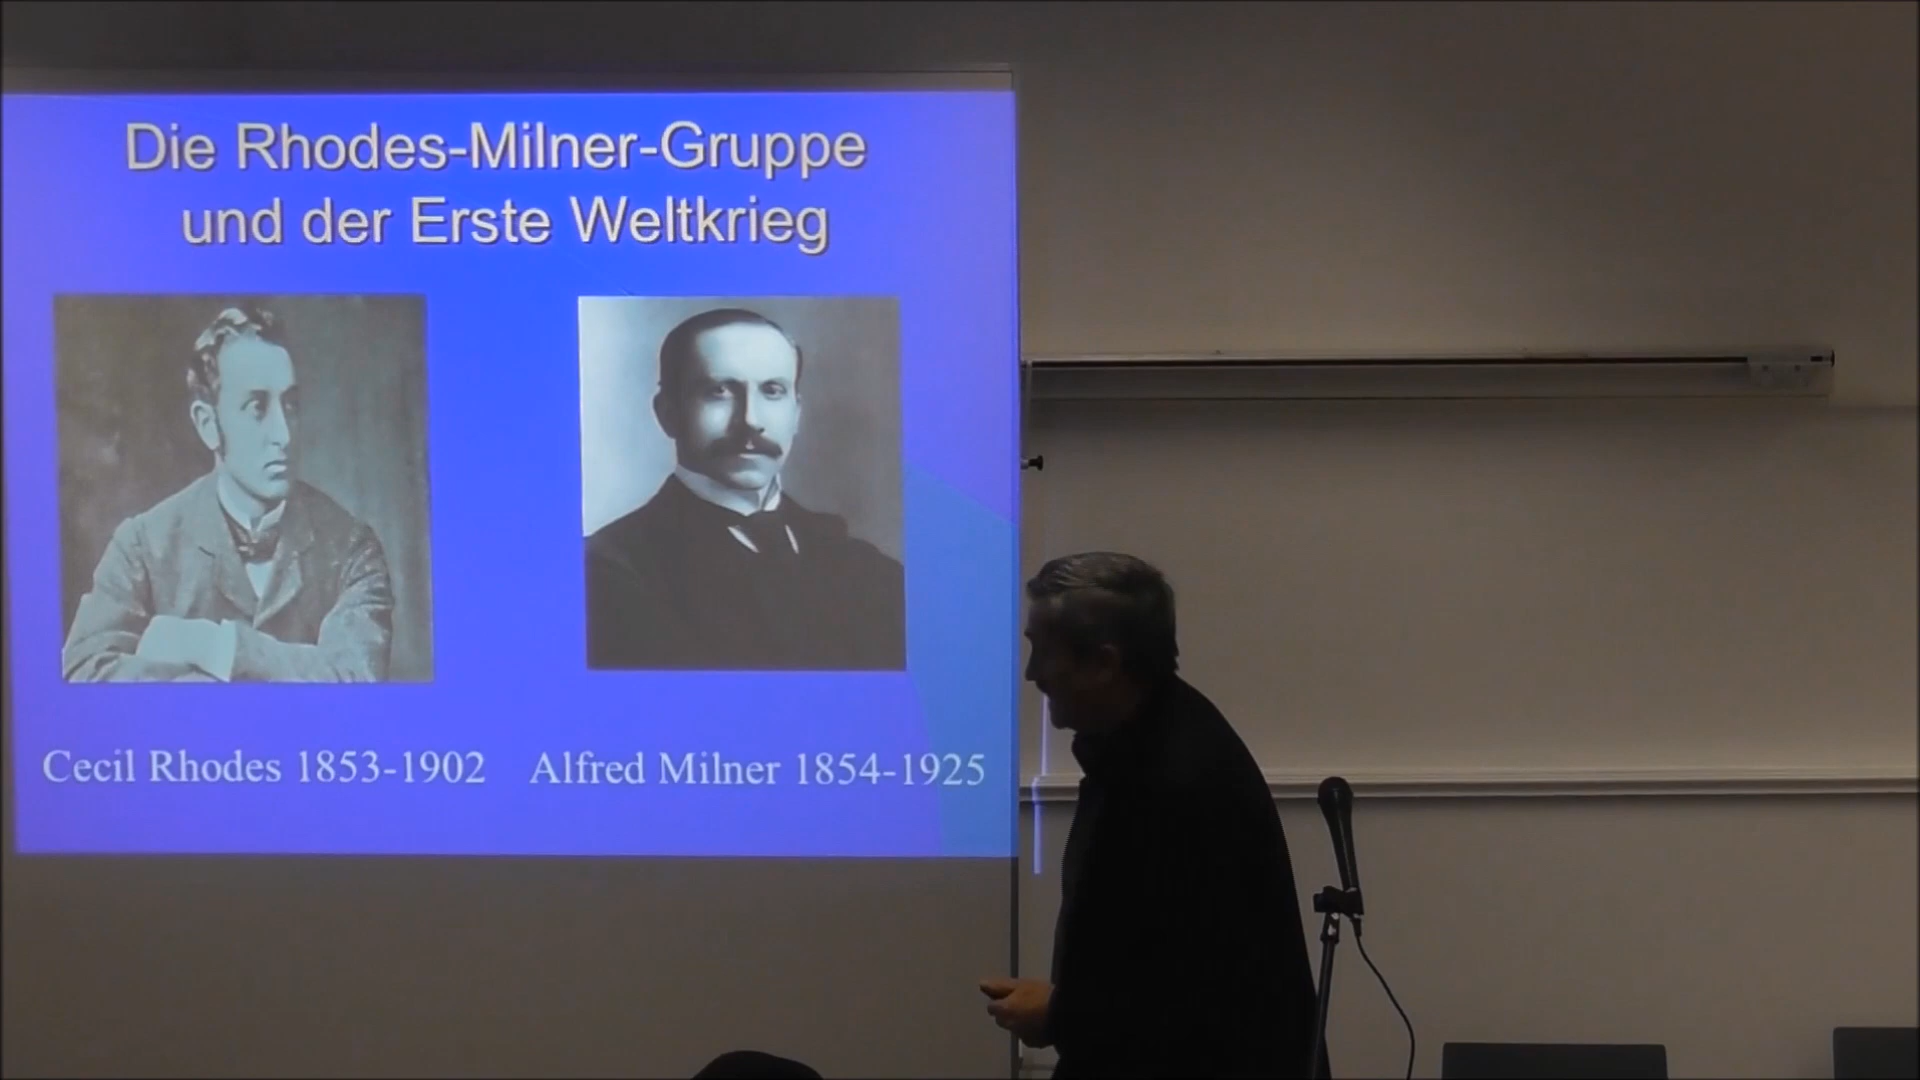 Die Rhodes-Milner-Gruppe
und der Erste Weltkrieg
Cecil Rhodes 1853-1902
Alfred Milner 1854-1925